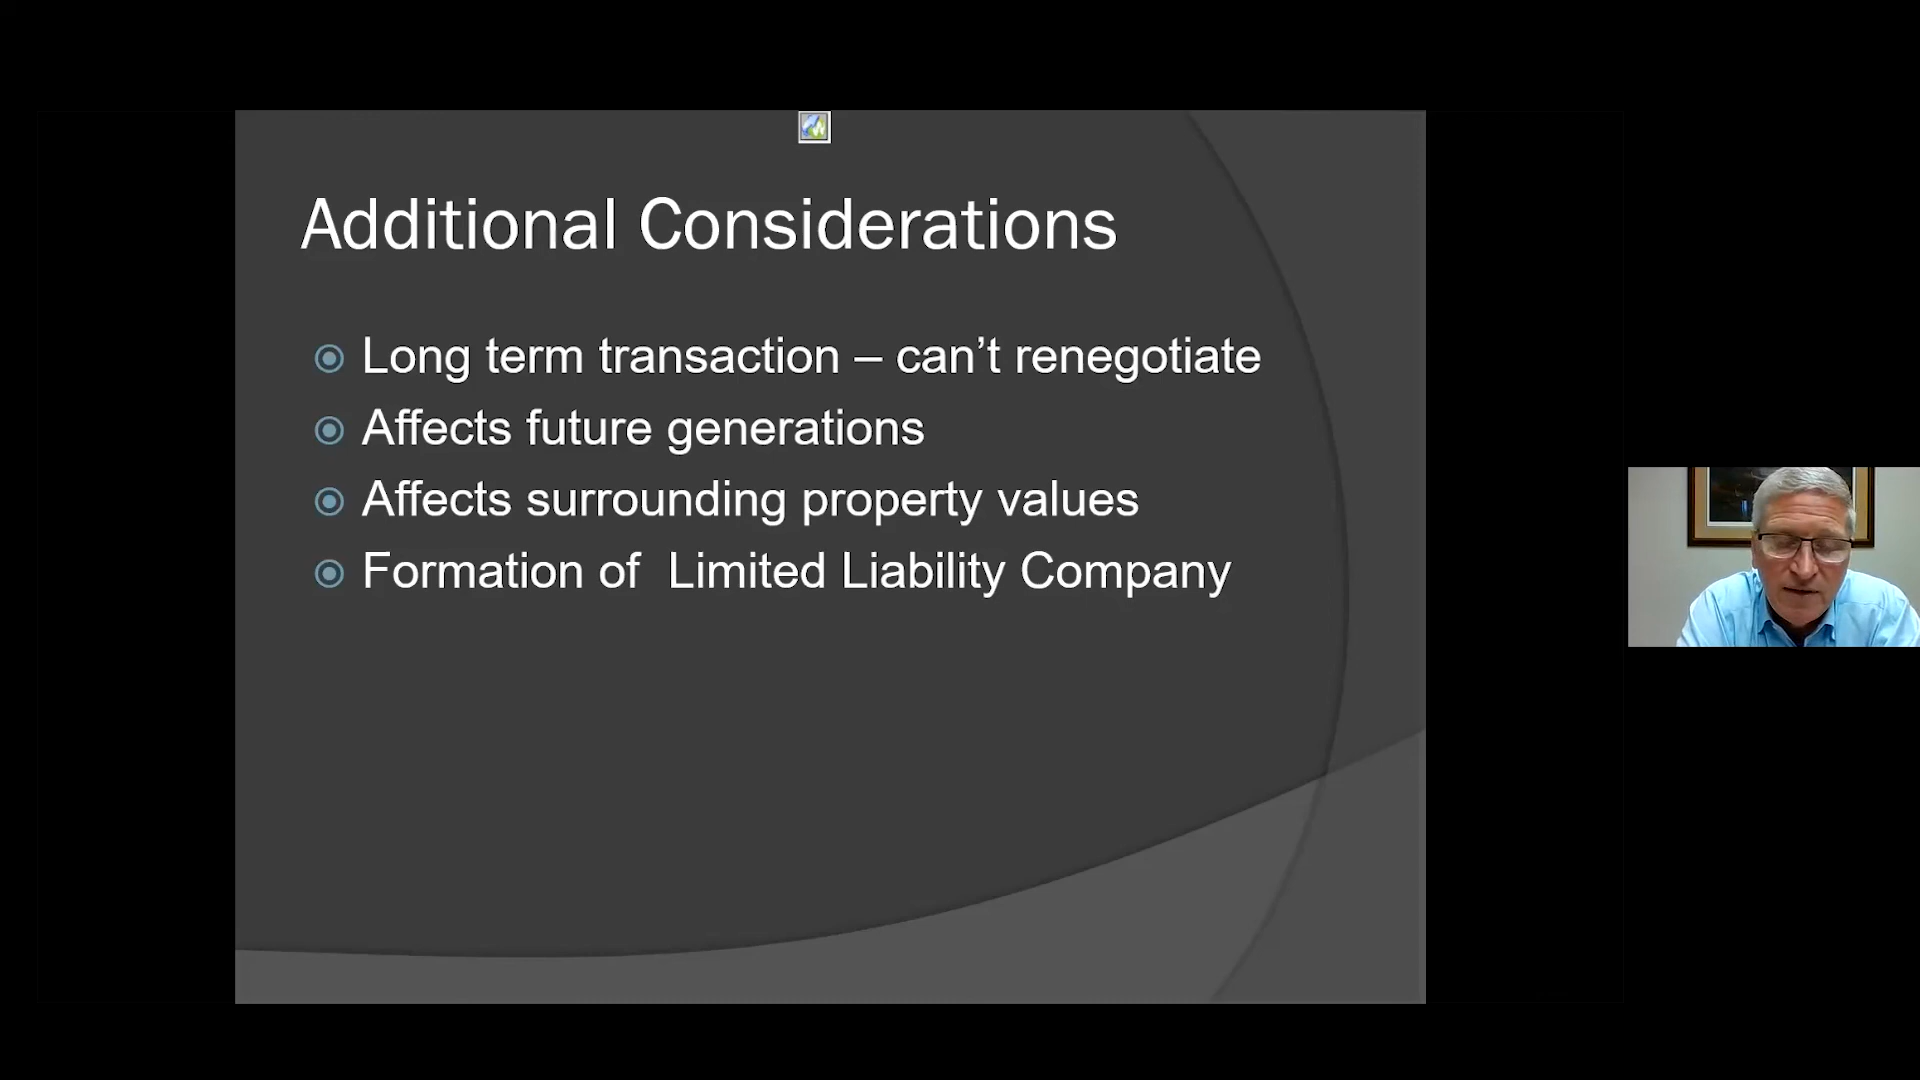 Additional Considerations
Long term transaction – can’t renegotiate
Affects future generations
Affects surrounding property values
Formation of  Limited Liability Company